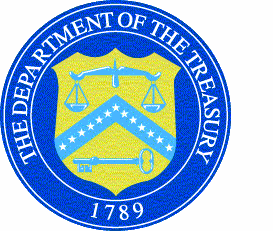 THE DEPARTMENT OF THE TREASURY
1789